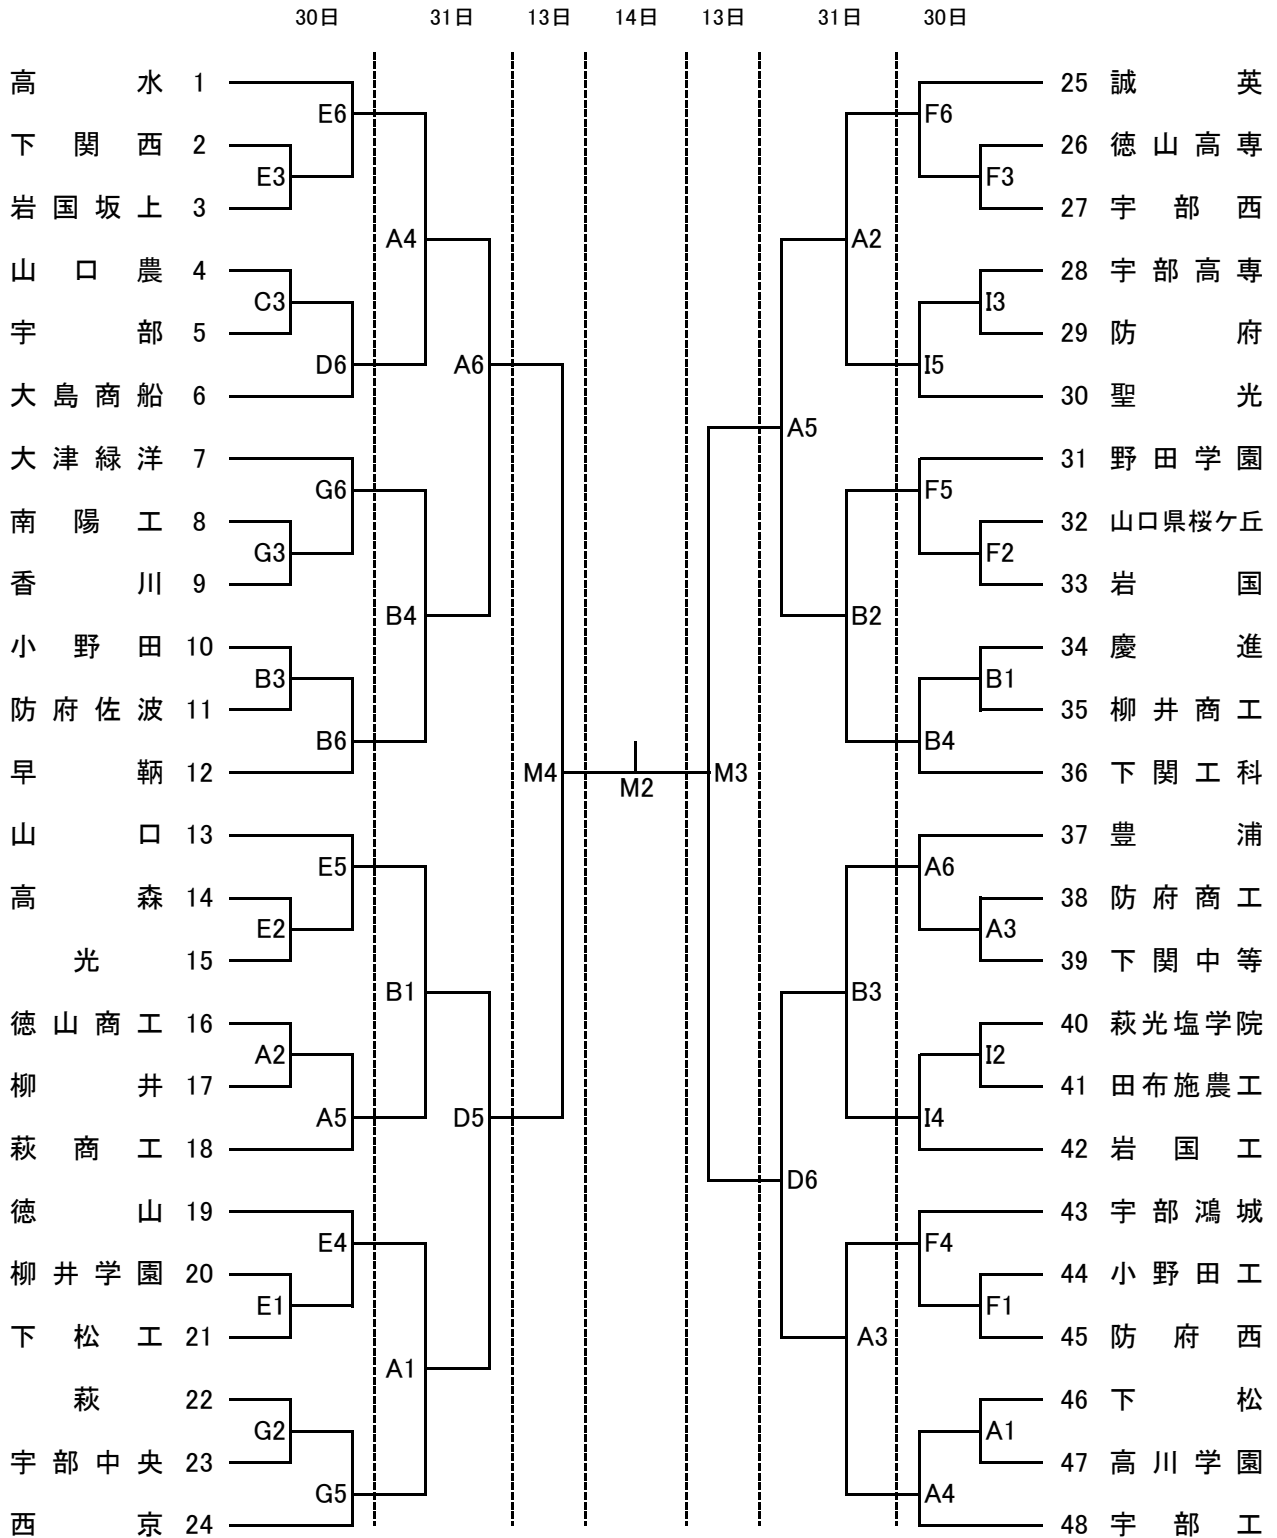 30日 31日 13日 14日 13日 31日 30日
高水 1 25 誠英
E6 F6
下関西 2 26 徳山高専
E3 F3
岩国坂上 3 27 宇部西
A4 A2
山口農 4 28 宇部高専
C3 I3
宇部 5 29 防府
D6 A6 I5
大島商船 6 30 聖光
A5
大津緑洋 7 31 野田学園
G6 F5
南陽工 8 32 山口県桜ケ丘
G3 F2
香川 9 33 岩国
B4 B2
小野田 10 34 慶進
B3 B1
防府佐波 11 35 柳井商工
B6 B4
早鞆 12 M4 M3 36 下関工科
M2
山口 13 37 豊浦
E5 A6
高森 14 38 防府商工
E2 A3
光 15 39 下関中等
B1 B3
徳山商工 16 40 萩光塩学院
A2 I2
柳井 17 41 田布施農工
A5 D5 I4
萩商工 18 42 岩国工
D6
徳山 19 43 宇部鴻城
E4 F4
柳井学園 20 44 小野田工
E1 F1
下松工 21 45 防府西
A1 A3
萩 22 46 下松
G2 A1
宇部中央 23 47 高川学園
G5 A4
西京 24 48 宇部工